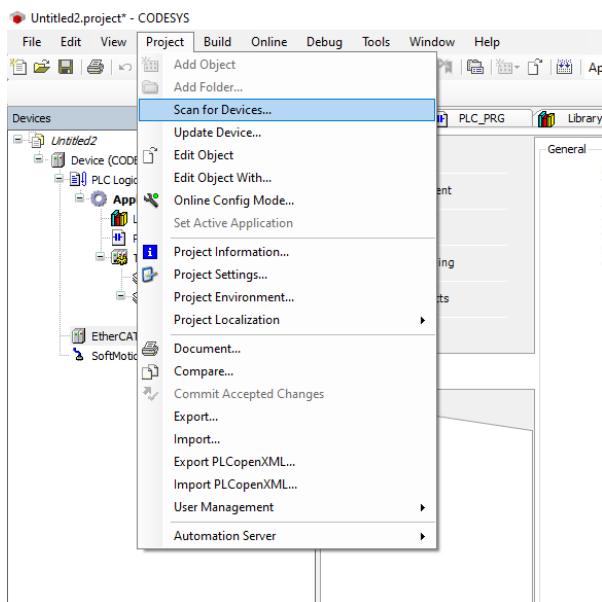 Untitled2.project* - CODESYS
File Edit View Project Build Online Debug Tools Window Help
Add Object
Add Folder...
Scan for Devices...
Update Device...
Edit Object
Edit Object With...
Online Config Mode...
Set Active Application
Project Information...
Project Settings...
Project Environment...
Project Localization
Document...
Compare...
Commit Accepted Changes
Export...
Import...
Export PLCopenXML...
Import PLCopenXML...
User Management
Automation Server
Devices
Untitled2
Device (CODE
PLC Logic
App
L
P
T
EtherCAT
SoftMotio
Ap
PLC_PRG Library
General
ent
ing
ts